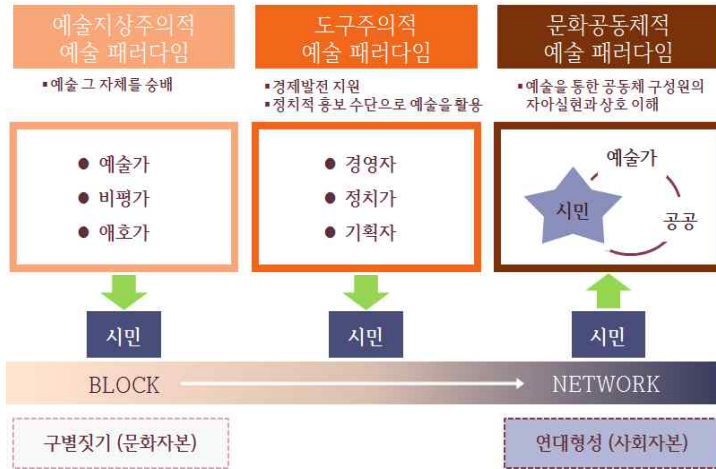 예술지상주의적
예술 패러다임
▪예술 그 자체를 숭배
● 예술가
● 비평가
● 애호가
시민
도구주의적
예술 패러다임
▪경제발전 지원
▪정치적 홍보 수단으로 예술을 활용
● 경영자
● 정치가
● 기획자
시민
문화공동체적
예술 패러다임
▪예술을 통한 공동체 구성원의
자아실현과 상호 이해
예술가
시민
공공
시민
BLOCK
NETWORK
구별짓기 (문화자본)
연대형성 (사회자본)